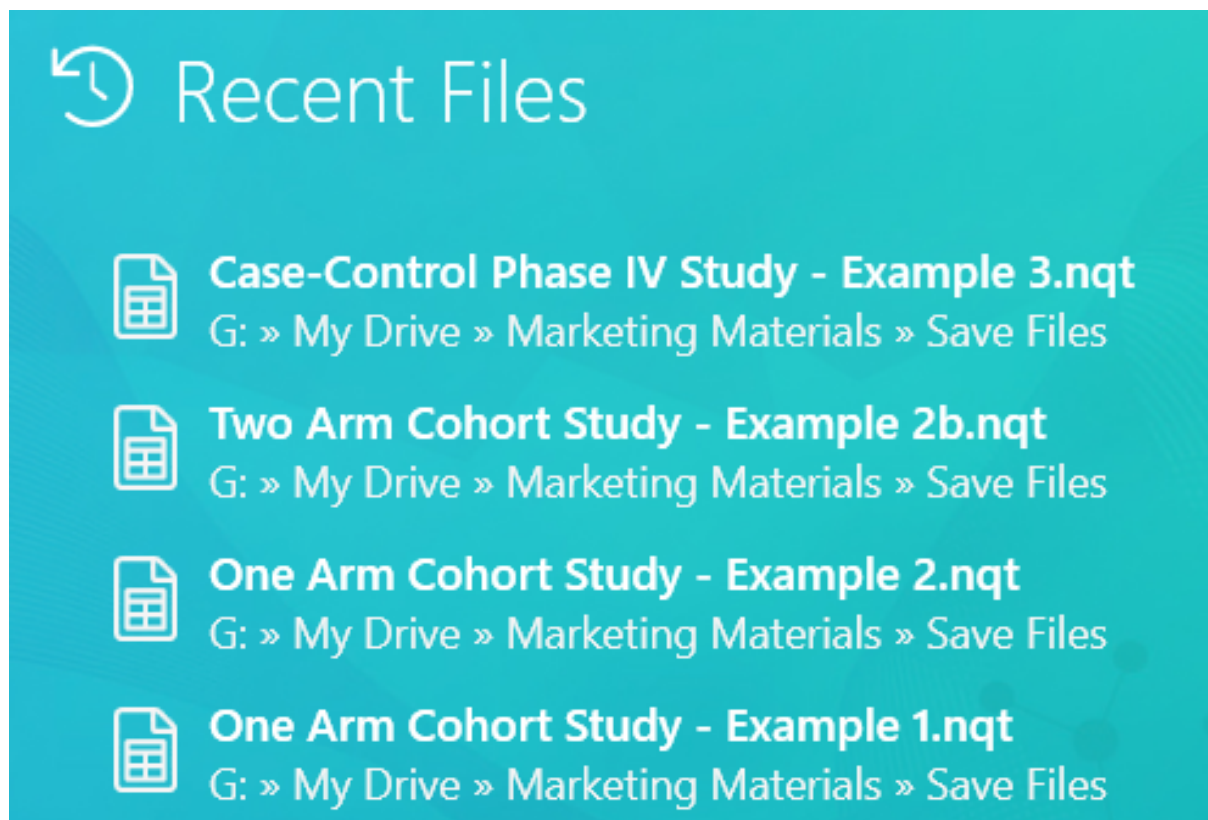 Recent Files
Case-Control Phase IV Study - Example 3.nqt
G: » My Drive » Marketing Materials » Save Files
Two Arm Cohort Study - Example 2b.nqt
G: » My Drive » Marketing Materials » Save Files
One Arm Cohort Study - Example 2.nqt
G: » My Drive » Marketing Materials » Save Files
One Arm Cohort Study - Example 1.nqt
G: » My Drive » Marketing Materials » Save Files